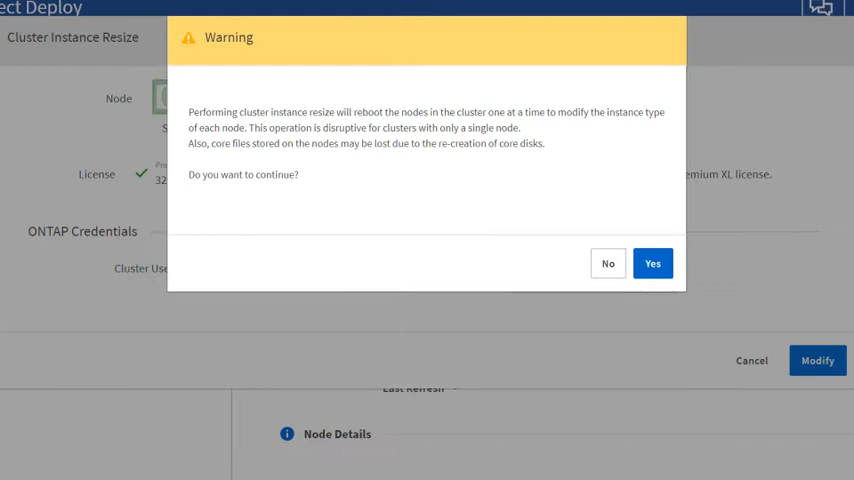 ect Deploy
Cluster Instance Resize
Warning
Node
Performing cluster instance resize will reboot the nodes in the cluster one at a time to modify the instance type
of each node. This operation is disruptive for clusters with only a single node.
Also, core files stored on the nodes may be lost due to the re-creation of core disks.
License
32
emium XL license.
Do you want to continue?
ONTAP Credentials
Cluster Use
No
Yes
Cancel
Modify
Last Refresh
Node Details